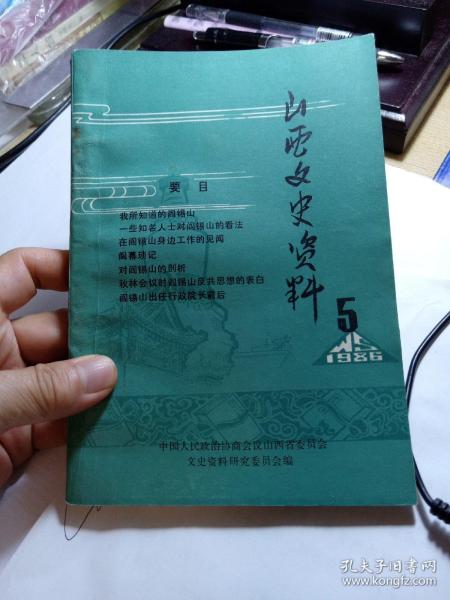 山西文史资料
要目
我所知道的阎锡山
一些知名人士对阎锡山的看法
在阎锡山身边工作的见闻
阎幕琐记
对阎锡山的剖析
秋林会议时阎锡山反共思想的表白
阎锡山出任行政院长前后
5
WS
1986
中国人民政治协商会议山西省委员会
文史资料研究委员会编
孔夫子旧书网
www.kongfz.com